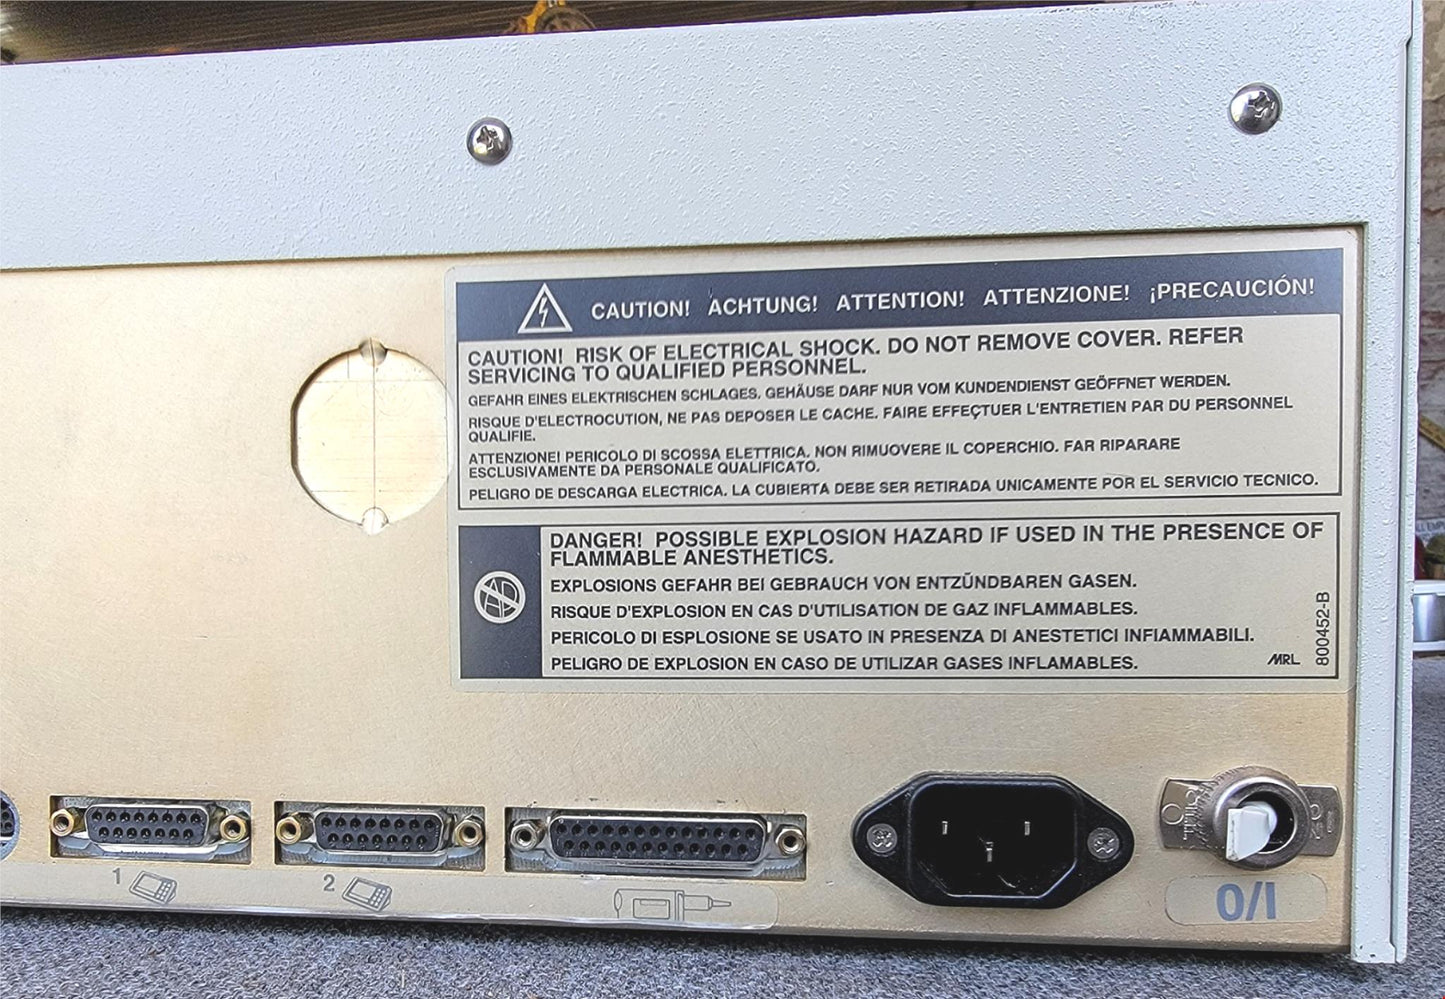 CAUTION! ACHTUNG! ATTENTION! ATTENZIONE! ¡PRECAUCIÓN!
CAUTION! RISK OF ELECTRICAL SHOCK. DO NOT REMOVE COVER. REFER
SERVICING TO QUALIFIED PERSONNEL.
GEFAHR EINES ELEKTRISCHEN SCHLAGES. GEHÄUSE DARF NUR VOM KUNDENDIENST GEÖFFNET WERDEN.
RISQUE D'ELECTROCUTION, NE PAS DEPOSER LE CACHE. FAIRE EFFEÇTUER L'ENTRETIEN PAR DU PERSONNEL
QUALIFIE.
ATTENZIONE! PERICOLO DI SCOSSA ELETTRICA. NON RIMUOVERE IL COPERCHIO. FAR RIPARARE
ESCLUSIVAMENTE DA PERSONALE QUALIFICATO.
PELIGRO DE DESCARGA ELECTRICA. LA CUBIERTA DEBE SER RETIRADA UNICAMENTE POR EL SERVICIO TECNICO.
DANGER! POSSIBLE EXPLOSION HAZARD IF USED IN THE PRESENCE OF
FLAMMABLE ANESTHETICS.
EXPLOSIONS GEFAHR BEI GEBRAUCH VON ENTZÜNDBAREN GASEN.
RISQUE D'EXPLOSION EN CAS D'UTILISATION DE GAZ INFLAMMABLES.
PERICOLO DI ESPLOSIONE SE USATO IN PRESENZA DI ANESTETICI INFIAMMABILI.
PELIGRO DE EXPLOSION EN CASO DE UTILIZAR GASES INFLAMABLES.
AP
MRL
800452-B
1
2
0/I